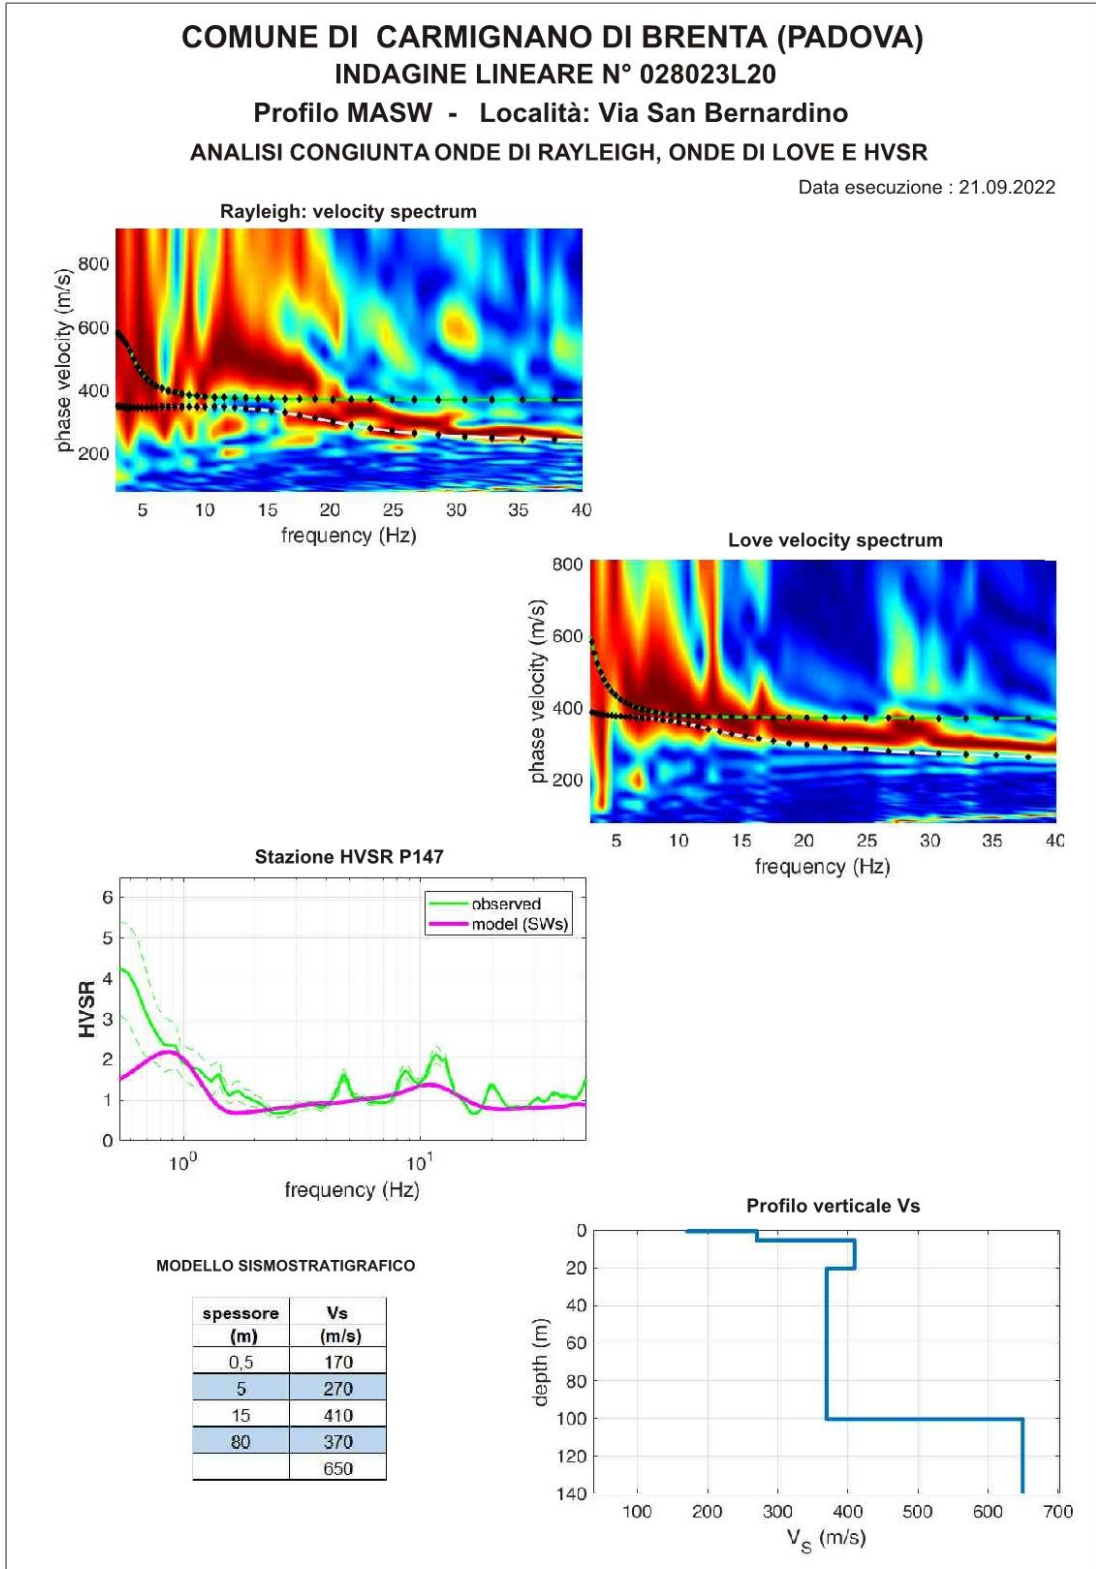 COMUNE DI CARMIGNANO DI BRENTA (PADOVA)
INDAGINE LINEARE N° 028023L20
Profilo MASW - Località: Via San Bernardino
ANALISI CONGIUNTA ONDE DI RAYLEIGH, ONDE DI LOVE E HVSR
Data esecuzione : 21.09.2022
Rayleigh: velocity spectrum
phase velocity (m/s)
800
600
400
200
5 10 15 20 25 30 35 40
frequency (Hz)
Love velocity spectrum
phase velocity (m/s)
800
600
400
200
5 10 15 20 25 30 35 40
frequency (Hz)
Stazione HVSR P147
observed
model (SWs)
HVSR
6
5
4
3
2
1
0
10⁰ 10¹
frequency (Hz)
MODELLO SISMOSTRATIGRAFICO
spessore Vs
(m) (m/s)
0,5 170
5 270
15 410
80 370
650
Profilo verticale Vs
depth (m)
0
20
40
60
80
100
120
140
100 200 300 400 500 600 700
V_S (m/s)